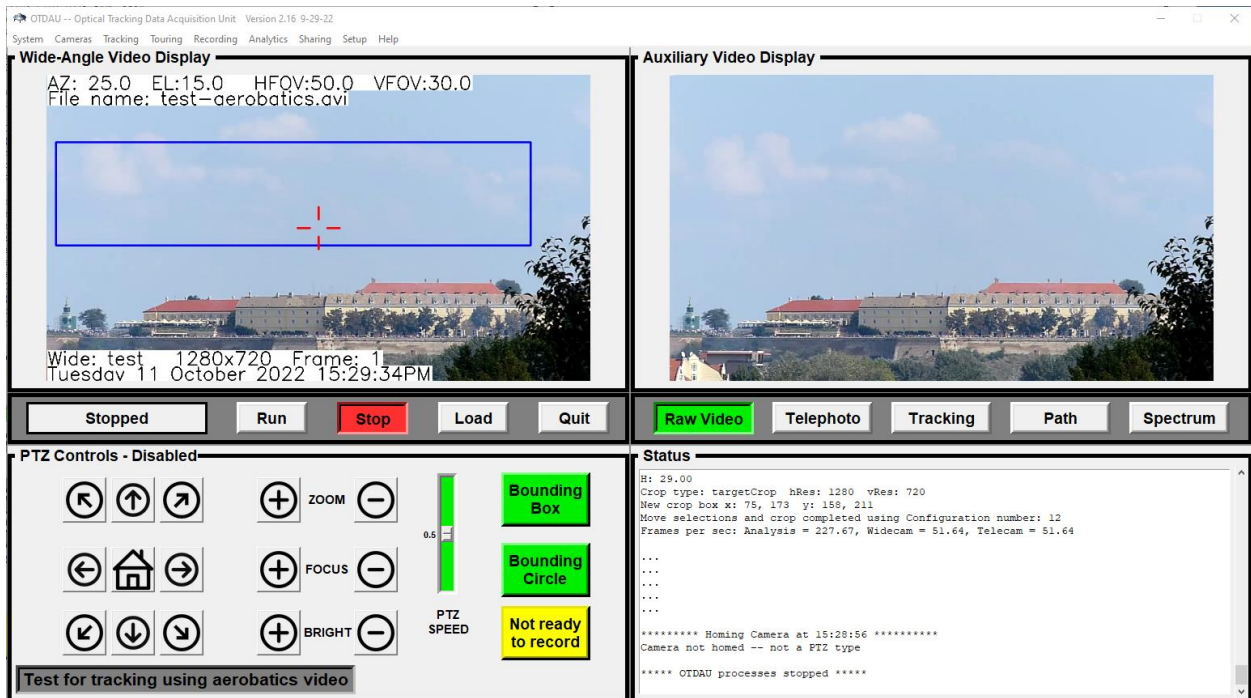 OTDAU -- Optical Tracking Data Acquisition Unit Version 2.16 9-29-22
System Cameras Tracking Touring Recording Analytics Sharing Setup Help
Wide-Angle Video Display
AZ: 25.0 EL:15.0 HFOV:50.0 VFOV:30.0
File name: test-aerobatics.avi
Wide: test 1280x720 Frame: 1
Tuesday 11 October 2022 15:29:34PM
Auxiliary Video Display
Stopped Run Stop Load Quit
Raw Video Telephoto Tracking Path Spectrum
PTZ Controls - Disabled
ZOOM
FOCUS
BRIGHT
0.5
PTZ
SPEED
Bounding
Box
Bounding
Circle
Not ready
to record
Test for tracking using aerobatics video
Status
H: 29.00
Crop type: targetCrop hRes: 1280 vRes: 720
New crop box x: 75, 173 y: 158, 211
Move selections and crop completed using Configuration number: 12
Frames per sec: Analysis = 227.67, Widecam = 51.64, Telecam = 51.64
...
...
...
...
...
********* Homing Camera at 15:28:56 **********
Camera not homed -- not a PTZ type
***** OTDAU processes stopped *****